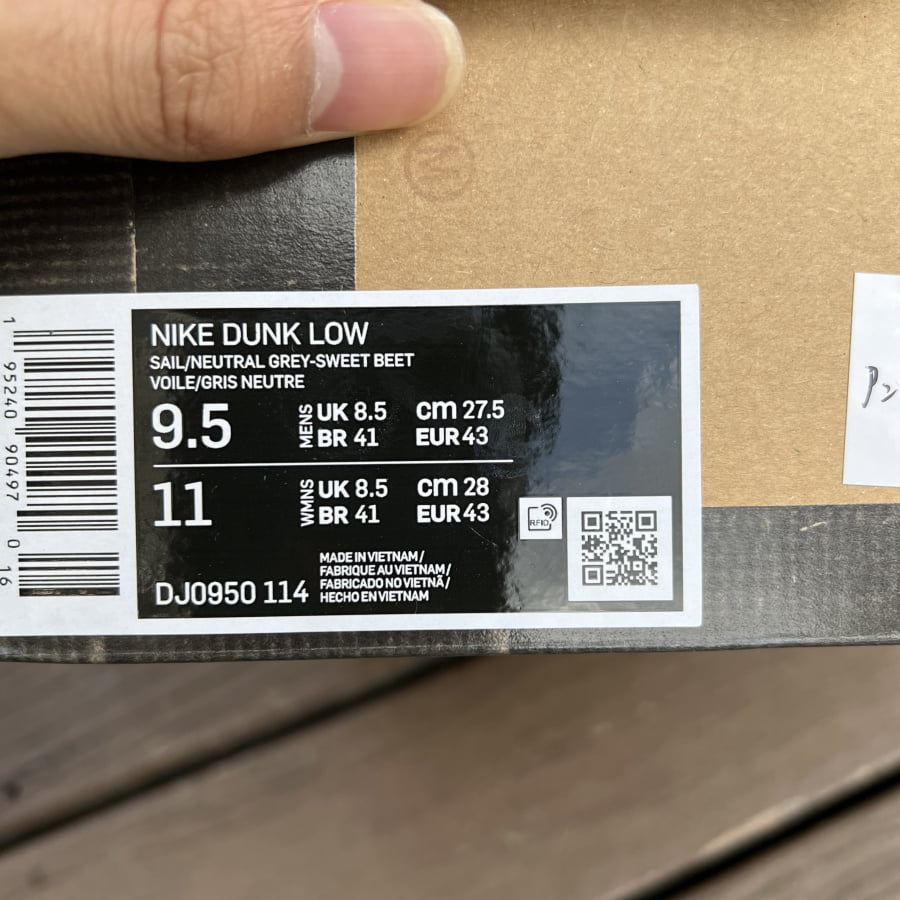 NIKE DUNK LOW
SAIL/NEUTRAL GREY-SWEET BEET
VOILE/GRIS NEUTRE
9.5 MENS UK 8.5 cm 27.5
BR 41 EUR 43
11 WMNS UK 8.5 cm 28
BR 41 EUR 43
DJ0950 114
MADE IN VIETNAM/
FABRIQUE AU VIETNAM/
FABRICADO NO VIETNÃ/
HECHO EN VIETNAM
RFID
1 95240 90497 0 16
M